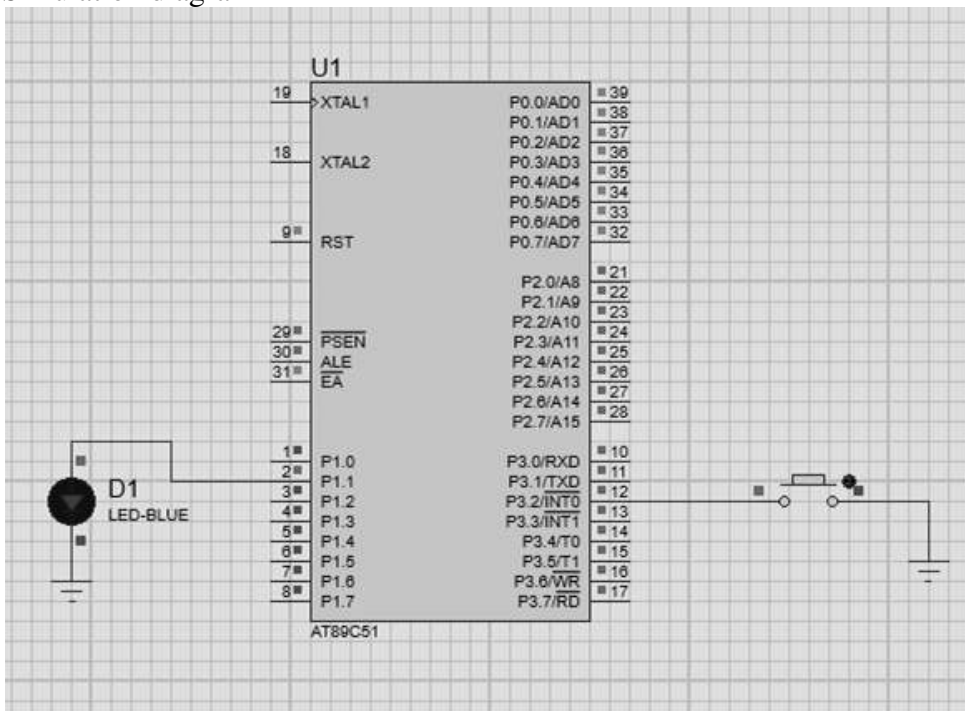 U1
19 XTAL1
18 XTAL2
9 RST
29 PSEN
30 ALE
31 EA
1 P1.0
2 P1.1
3 P1.2
4 P1.3
5 P1.4
6 P1.5
7 P1.6
8 P1.7
P0.0/AD0 39
P0.1/AD1 38
P0.2/AD2 37
P0.3/AD3 36
P0.4/AD4 35
P0.5/AD5 34
P0.6/AD6 33
P0.7/AD7 32
P2.0/A8 21
P2.1/A9 22
P2.2/A10 23
P2.3/A11 24
P2.4/A12 25
P2.5/A13 26
P2.6/A14 27
P2.7/A15 28
P3.0/RXD 10
P3.1/TXD 11
P3.2/INT0 12
P3.3/INT1 13
P3.4/T0 14
P3.5/T1 15
P3.6/WR 16
P3.7/RD 17
AT89C51
D1
LED-BLUE